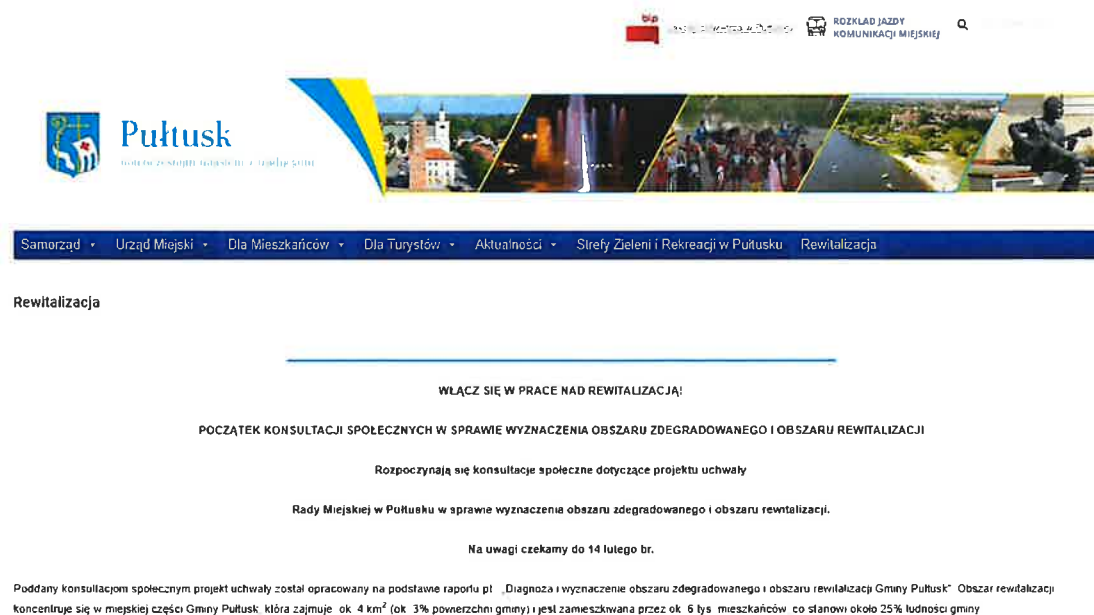 bip
ROZKŁAD JAZDY
KOMUNIKACJI MIEJSKIEJ
Pułtusk
Samorząd Urząd Miejski Dla Mieszkańców Dla Turystów Aktualności Strefy Zieleni i Rekreacji w Pułtusku Rewitalizacja
Rewitalizacja
WŁĄCZ SIĘ W PRACE NAD REWITALIZACJĄ!
POCZĄTEK KONSULTACJI SPOŁECZNYCH W SPRAWIE WYZNACZENIA OBSZARU ZDEGRADOWANEGO I OBSZARU REWITALIZACJI
Rozpoczynają się konsultacje społeczne dotyczące projektu uchwały
Rady Miejskiej w Pułtusku w sprawie wyznaczenia obszaru zdegradowanego i obszaru rewitalizacji.
Na uwagi czekamy do 14 lutego br.
Poddany konsultacjom społecznym projekt uchwały został opracowany na podstawie raportu pt. „Diagnoza i wyznaczenie obszaru zdegradowanego i obszaru rewitalizacji Gminy Pułtusk" Obszar rewitalizacji
koncentruje się w miejskiej części Gminy Pułtusk, która zajmuje ok. 4 km² (ok. 3% powierzchni gminy) i jest zamieszkiwana przez ok. 6 tys. mieszkańców, co stanowi około 25% ludności gminy